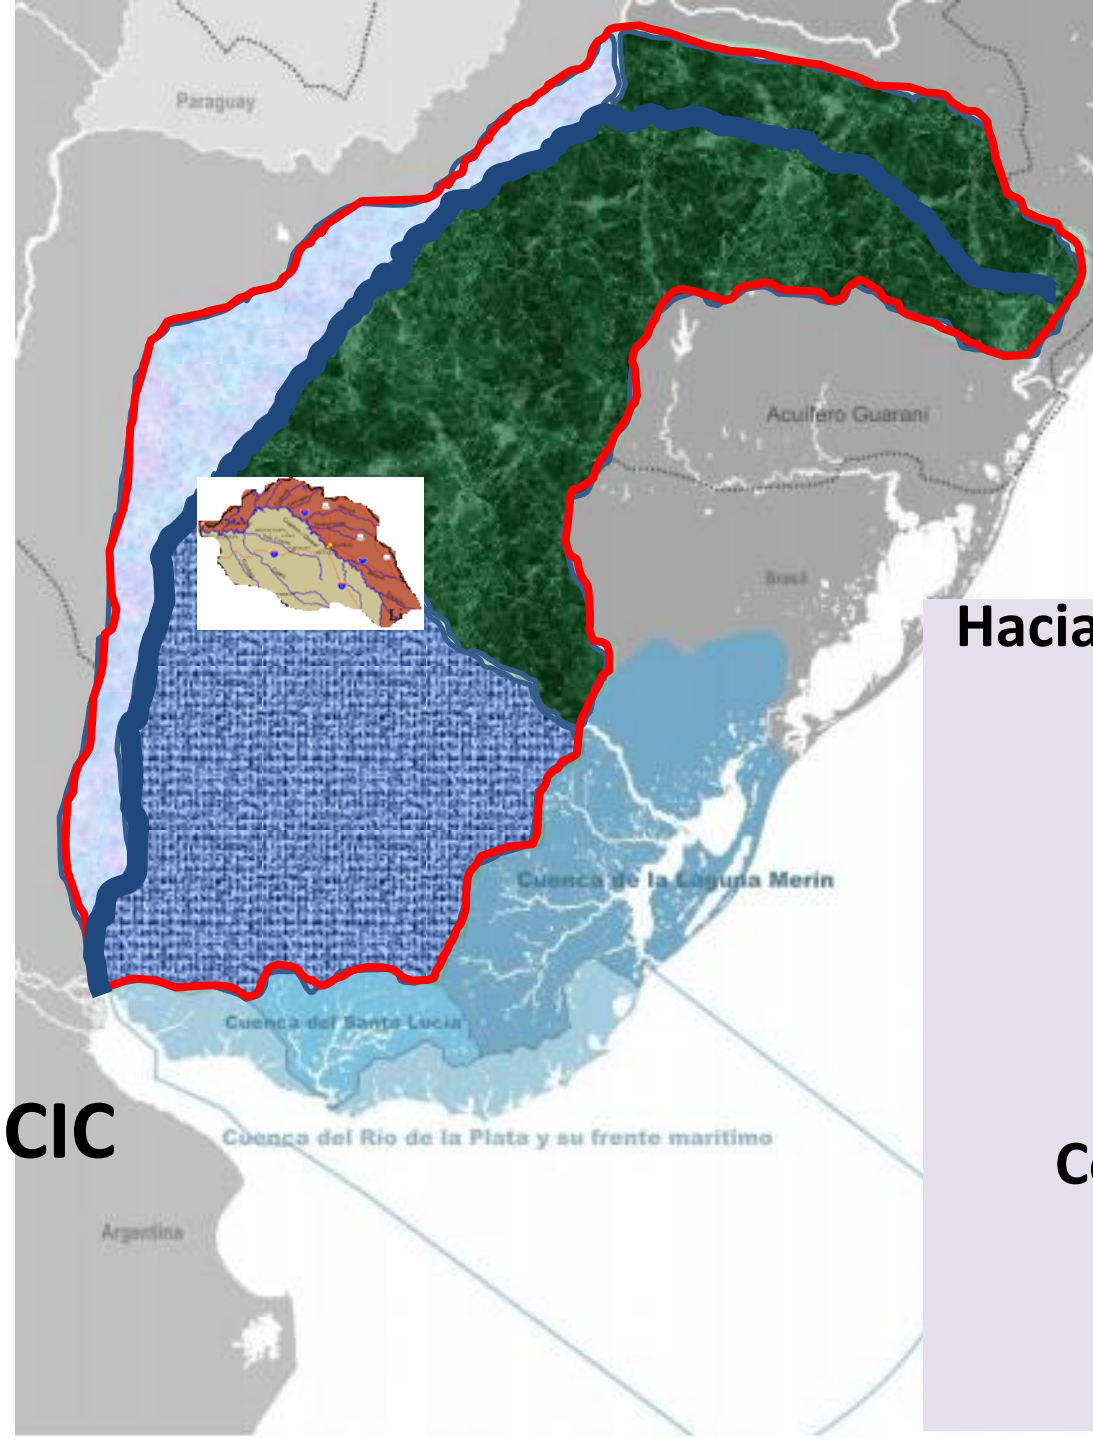 Paraguay
Acuífero Guaraní
Brasil
Hacia
Cuenca de la Laguna Merín
Cuenca del Santa Lucía
CIC
Cuenca del Río de la Plata y su frente marítimo
Argentina